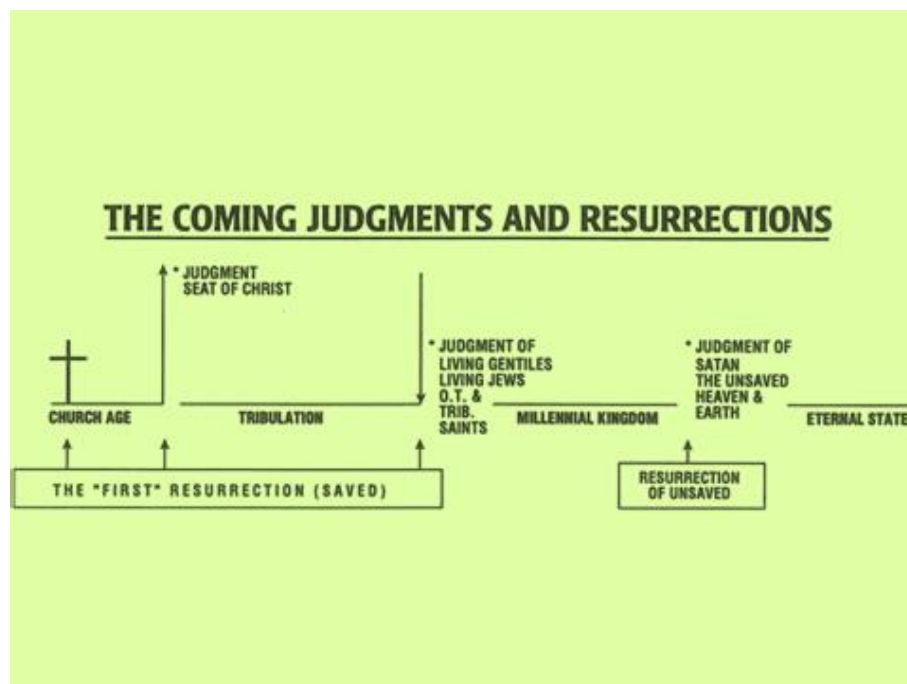 THE COMING JUDGMENTS AND RESURRECTIONS
* JUDGMENT
SEAT OF CHRIST
* JUDGMENT OF
LIVING GENTILES
LIVING JEWS
O.T. &
TRIB.
SAINTS
* JUDGMENT OF
SATAN
THE UNSAVED
HEAVEN &
EARTH
CHURCH AGE
TRIBULATION
MILLENNIAL KINGDOM
ETERNAL STATE
THE "FIRST" RESURRECTION (SAVED)
RESURRECTION
OF UNSAVED